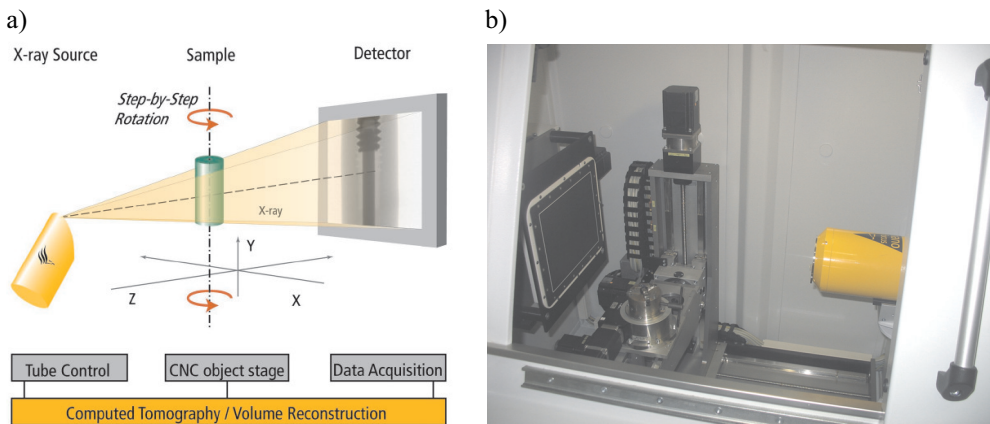 a)
b)
X-ray Source
Sample
Detector
Step-by-Step
Rotation
X-ray
Y
Z
X
Tube Control
CNC object stage
Data Acquisition
Computed Tomography / Volume Reconstruction